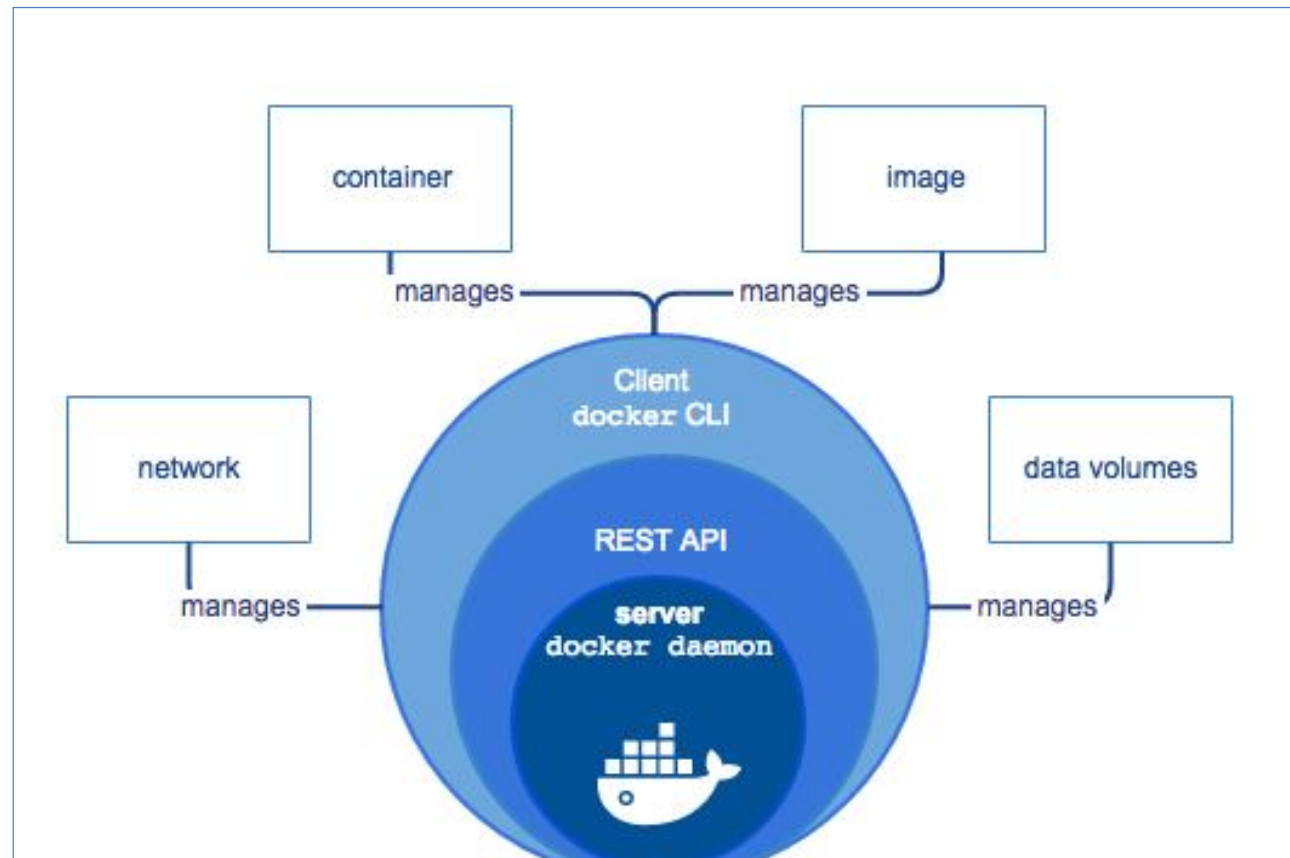 container
image
manages
manages
Client
docker CLI
network
data volumes
REST API
manages
manages
server
docker daemon